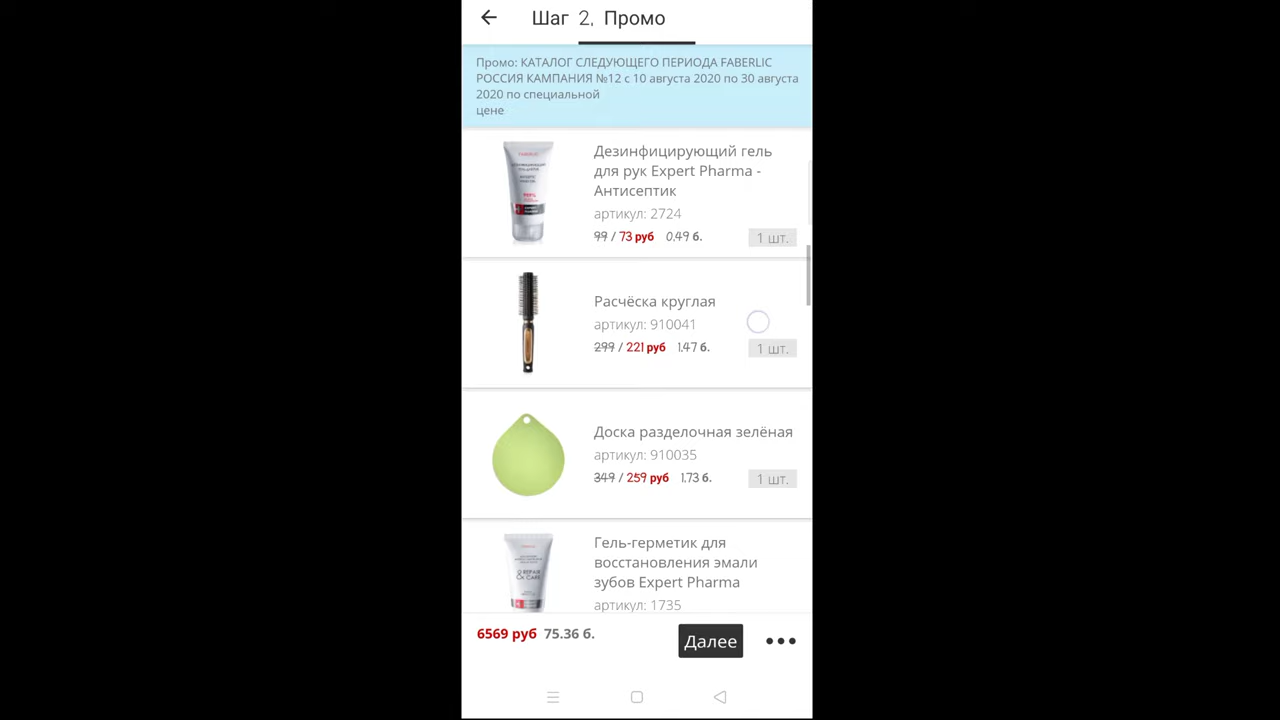 Шаг 2. Промо
Промо: КАТАЛОГ СЛЕДУЮЩЕГО ПЕРИОДА FABERLIC
РОССИЯ КАМПАНИЯ №12 с 10 августа 2020 по 30 августа
2020 по специальной
цене
Дезинфицирующий гель
для рук Expert Pharma -
Антисептик
артикул: 2724
99 / 73 руб 0.49 б.
1 шт.
Расчёска круглая
артикул: 910041
299 / 221 руб 1.47 б.
1 шт.
Доска разделочная зелёная
артикул: 910035
349 / 259 руб 1.73 б.
1 шт.
Гель-герметик для
восстановления эмали
зубов Expert Pharma
артикул: 1735
6569 руб 75.36 б.
Далее